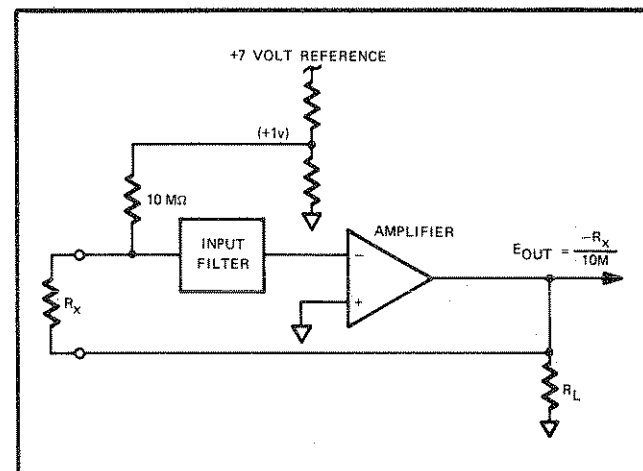 +7 VOLT REFERENCE
(+1v)
10 MΩ
INPUT
FILTER
AMPLIFIER
−
+
E_OUT = −R_x/10M
R_x
R_L